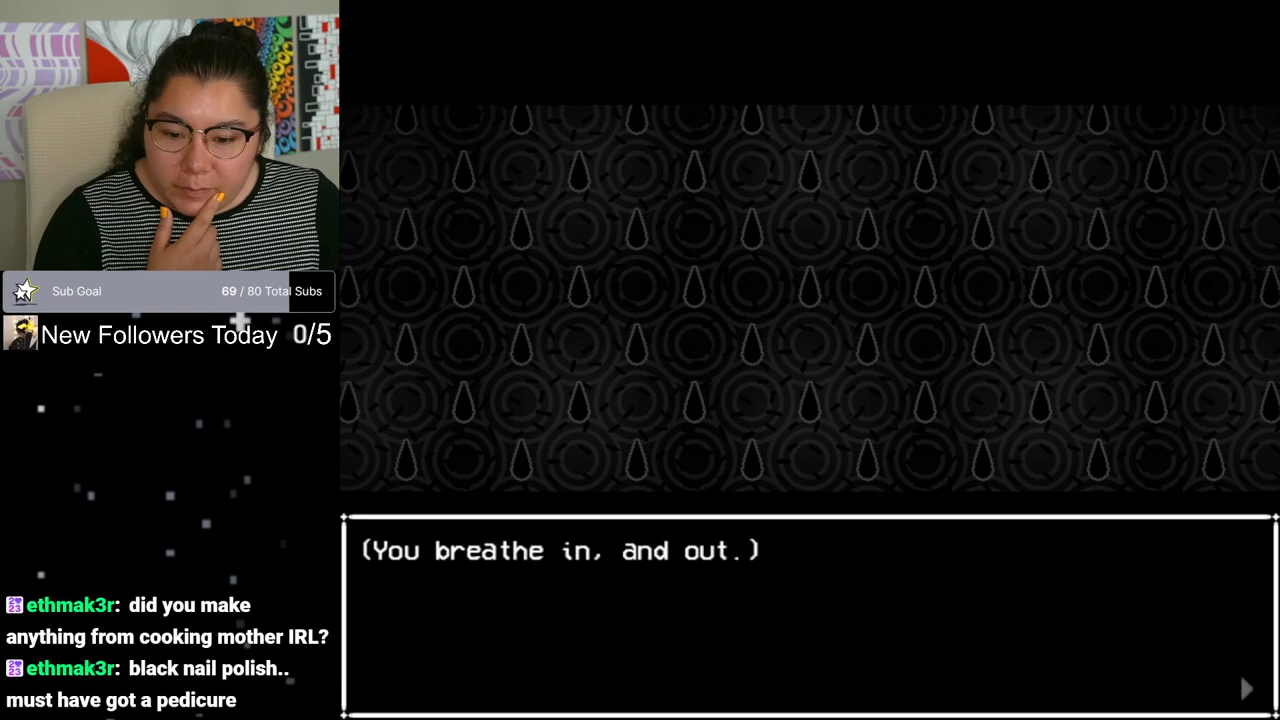 Sub Goal
69 / 80 Total Subs
New Followers Today 0/5
ethmak3r: did you make
anything from cooking mother IRL?
ethmak3r: black nail polish..
must have got a pedicure
(You breathe in, and out.)